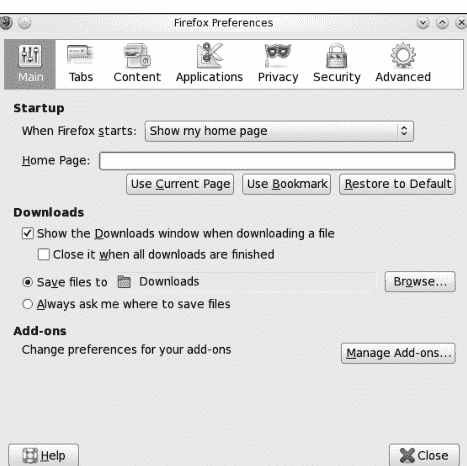 Firefox Preferences
Main Tabs Content Applications Privacy Security Advanced
Startup
When Firefox starts: Show my home page
Home Page:
Use Current Page Use Bookmark Restore to Default
Downloads
Show the Downloads window when downloading a file
Close it when all downloads are finished
Save files to Downloads Browse...
Always ask me where to save files
Add-ons
Change preferences for your add-ons Manage Add-ons...
Help Close